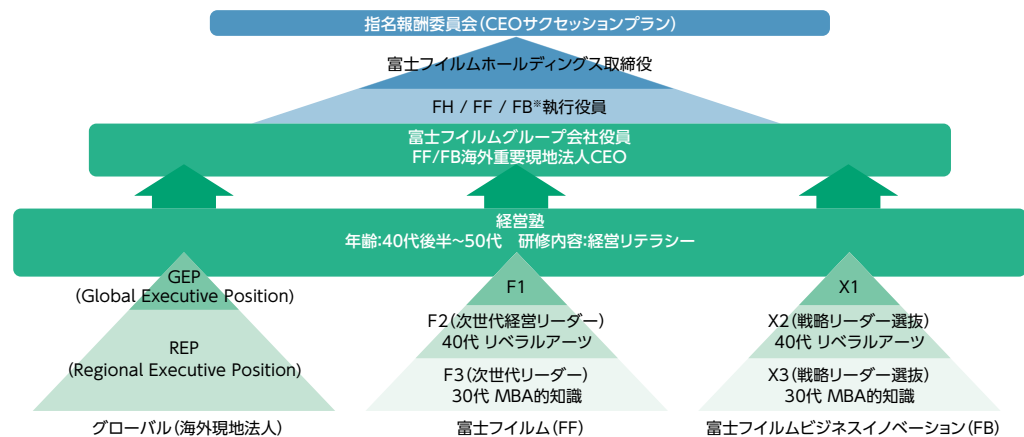 指名報酬委員会(CEOサクセッションプラン)
富士フイルムホールディングス取締役
FH / FF / FB※執行役員
富士フイルムグループ会社役員
FF/FB海外重要現地法人CEO
経営塾
年齢:40代後半~50代 研修内容:経営リテラシー
GEP
(Global Executive Position)
REP
(Regional Executive Position)
グローバル(海外現地法人)
F1
F2(次世代経営リーダー)
40代 リベラルアーツ
F3(次世代リーダー)
30代 MBA的知識
富士フイルム(FF)
X1
X2(戦略リーダー選抜)
40代 リベラルアーツ
X3(戦略リーダー選抜)
30代 MBA的知識
富士フイルムビジネスイノベーション(FB)